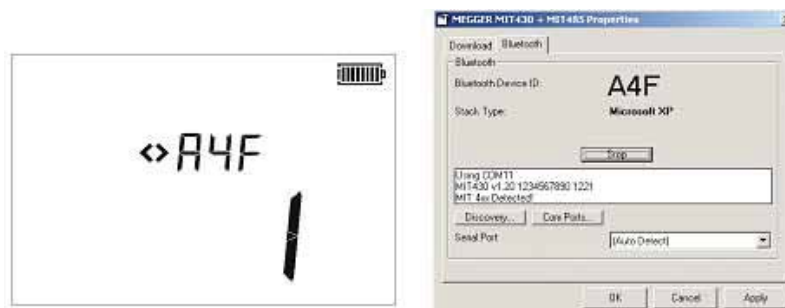 <>A4F
1
MEGGER MIT430 + MIT485 Properties
Download Bluetooth
Bluetooth
Bluetooth Device ID: A4F
Stack Type: Microsoft XP
Stop
Using COM11
MIT430 v1.20 1234567890 1221
MIT 4xx Detected!
Discovery... Com Ports...
Serial Port (Auto Detect)
OK Cancel Apply